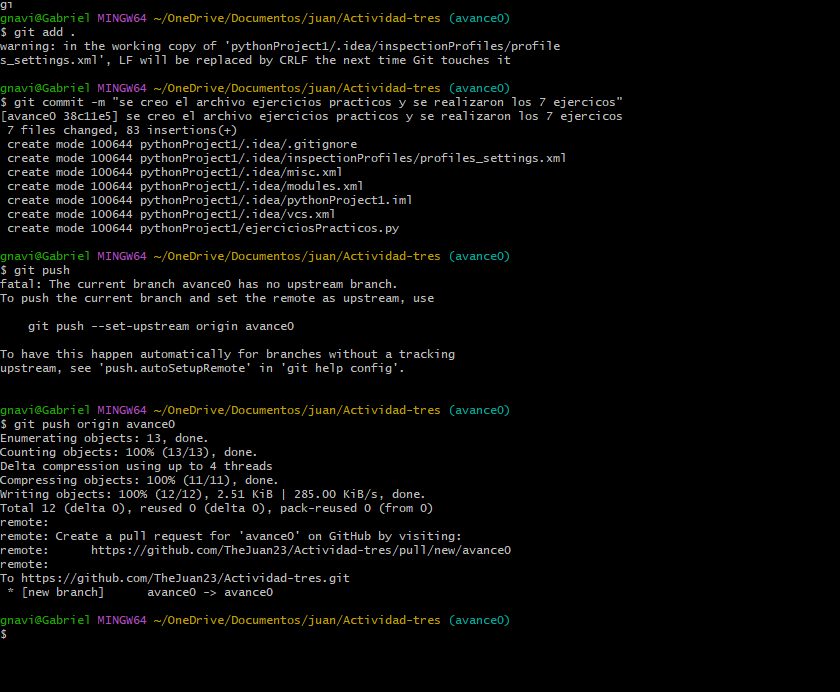 gi
gnavi@Gabriel MINGW64 ~/OneDrive/Documentos/juan/Actividad-tres (avance0)
$ git add .
warning: in the working copy of 'pythonProject1/.idea/inspectionProfiles/profile
s_settings.xml', LF will be replaced by CRLF the next time Git touches it

gnavi@Gabriel MINGW64 ~/OneDrive/Documentos/juan/Actividad-tres (avance0)
$ git commit -m "se creo el archivo ejercicios practicos y se realizaron los 7 ejercicos"
[avance0 38c11e5] se creo el archivo ejercicios practicos y se realizaron los 7 ejercicos
 7 files changed, 83 insertions(+)
 create mode 100644 pythonProject1/.idea/.gitignore
 create mode 100644 pythonProject1/.idea/inspectionProfiles/profiles_settings.xml
 create mode 100644 pythonProject1/.idea/misc.xml
 create mode 100644 pythonProject1/.idea/modules.xml
 create mode 100644 pythonProject1/.idea/pythonProject1.iml
 create mode 100644 pythonProject1/.idea/vcs.xml
 create mode 100644 pythonProject1/ejerciciosPracticos.py

gnavi@Gabriel MINGW64 ~/OneDrive/Documentos/juan/Actividad-tres (avance0)
$ git push
fatal: The current branch avance0 has no upstream branch.
To push the current branch and set the remote as upstream, use

    git push --set-upstream origin avance0

To have this happen automatically for branches without a tracking
upstream, see 'push.autoSetupRemote' in 'git help config'.

gnavi@Gabriel MINGW64 ~/OneDrive/Documentos/juan/Actividad-tres (avance0)
$ git push origin avance0
Enumerating objects: 13, done.
Counting objects: 100% (13/13), done.
Delta compression using up to 4 threads
Compressing objects: 100% (11/11), done.
Writing objects: 100% (12/12), 2.51 KiB | 285.00 KiB/s, done.
Total 12 (delta 0), reused 0 (delta 0), pack-reused 0 (from 0)
remote:
remote: Create a pull request for 'avance0' on GitHub by visiting:
remote:      https://github.com/TheJuan23/Actividad-tres/pull/new/avance0
remote:
To https://github.com/TheJuan23/Actividad-tres.git
 * [new branch]      avance0 -> avance0

gnavi@Gabriel MINGW64 ~/OneDrive/Documentos/juan/Actividad-tres (avance0)
$